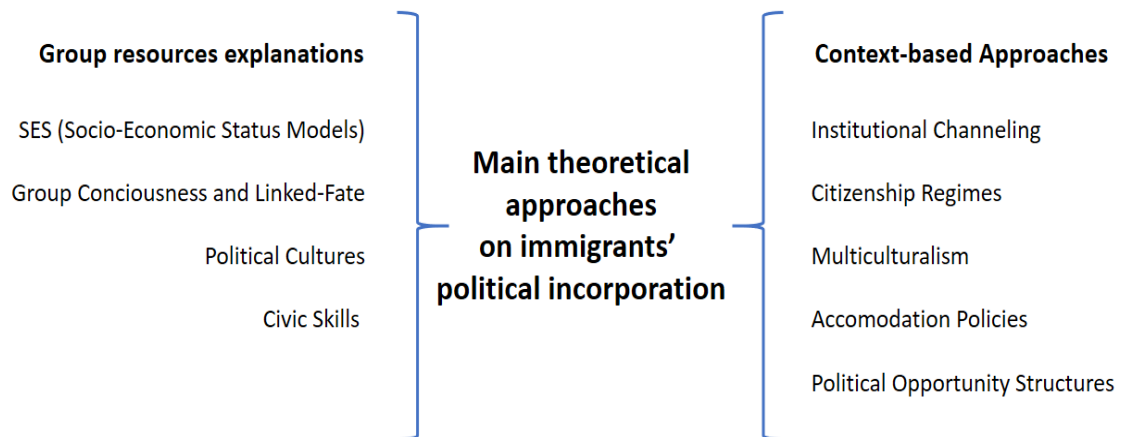 Group resources explanations
SES (Socio-Economic Status Models)
Group Conciousness and Linked-Fate
Political Cultures
Civic Skills
Main theoretical
approaches
on immigrants’
political incorporation
Context-based Approaches
Institutional Channeling
Citizenship Regimes
Multiculturalism
Accomodation Policies
Political Opportunity Structures